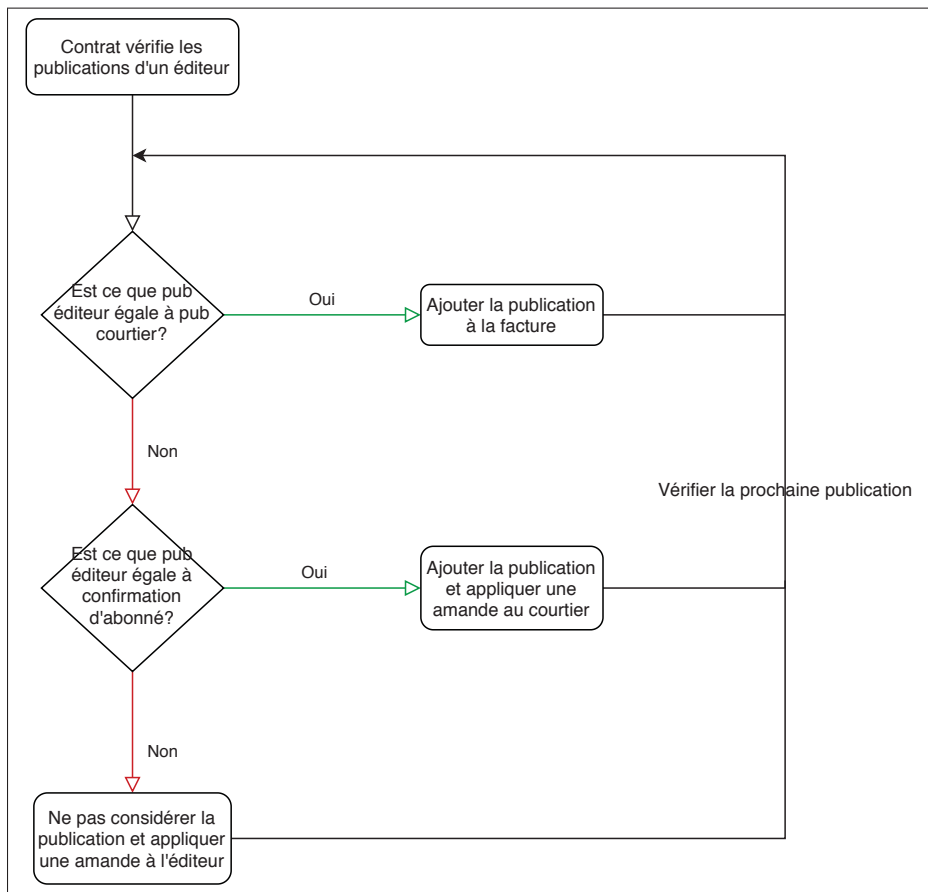 Contrat vérifie les
publications d'un éditeur
Est ce que pub
éditeur égale à pub
courtier?
Oui
Ajouter la publication
à la facture
Non
Vérifier la prochaine publication
Est ce que pub
éditeur égale à
confirmation
d'abonné?
Oui
Ajouter la publication
et appliquer une
amande au courtier
Non
Ne pas considérer la
publication et appliquer
une amande à l'éditeur